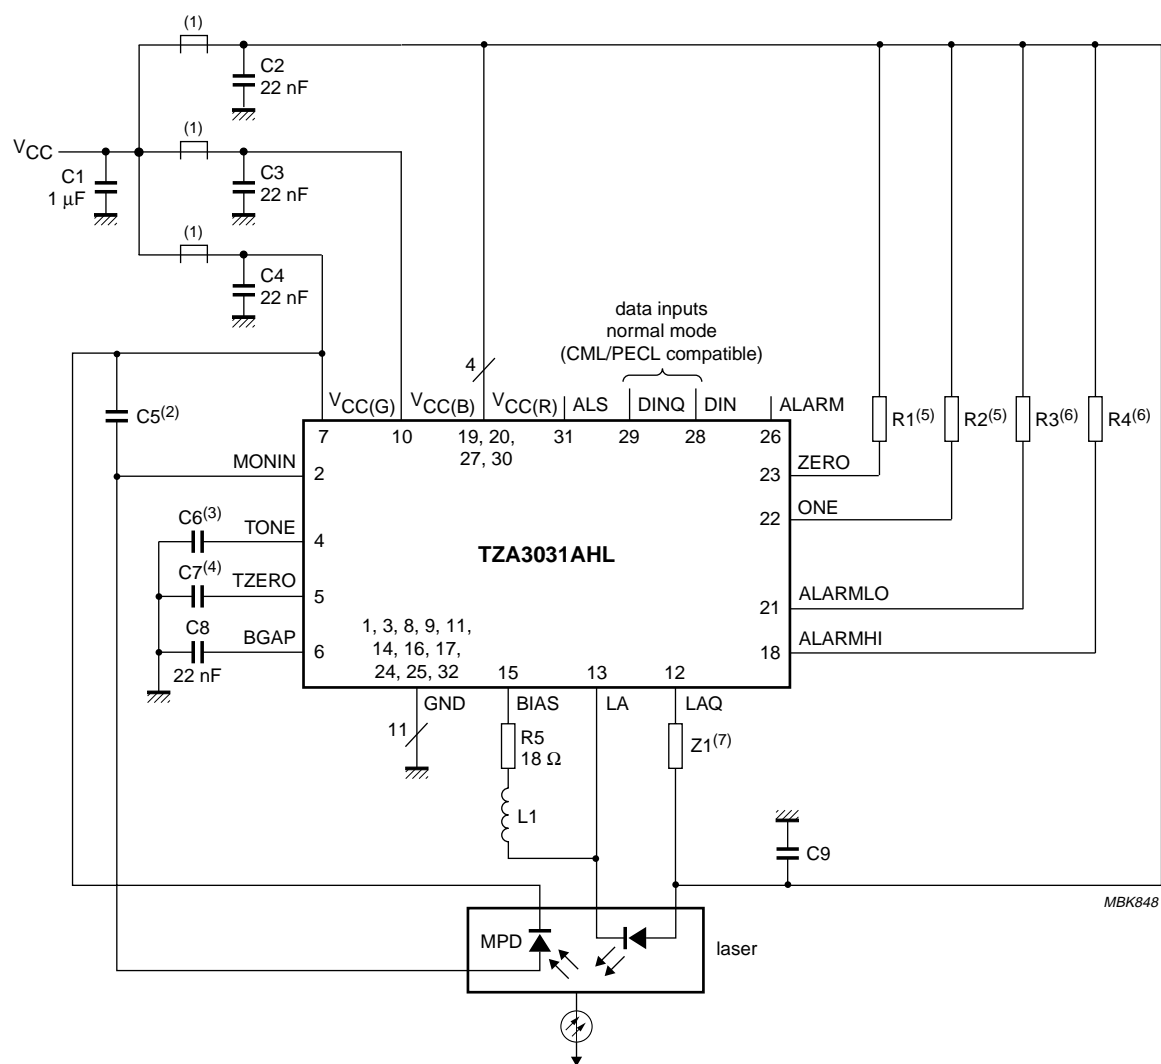 (1)
C2
22 nF
(1)
VCC
C1
1 μF
C3
22 nF
(1)
C4
22 nF
data inputs
normal mode
(CML/PECL compatible)
4
C5(2)
VCC(G)
VCC(B)
VCC(R)
ALS
DINQ
DIN
ALARM
R1(5)
R2(5)
R3(6)
R4(6)
7
10
19, 20,
27, 30
31
29
28
26
MONIN
2
23
ZERO
22
ONE
C6(3)
TONE
4
TZA3031AHL
C7(4)
TZERO
5
21
ALARMLO
C8
22 nF
BGAP
6
1, 3, 8, 9, 11,
14, 16, 17,
24, 25, 32
18
ALARMHI
15
13
12
GND
BIAS
LA
LAQ
11
R5
18 Ω
Z1(7)
L1
C9
MBK848
MPD
laser